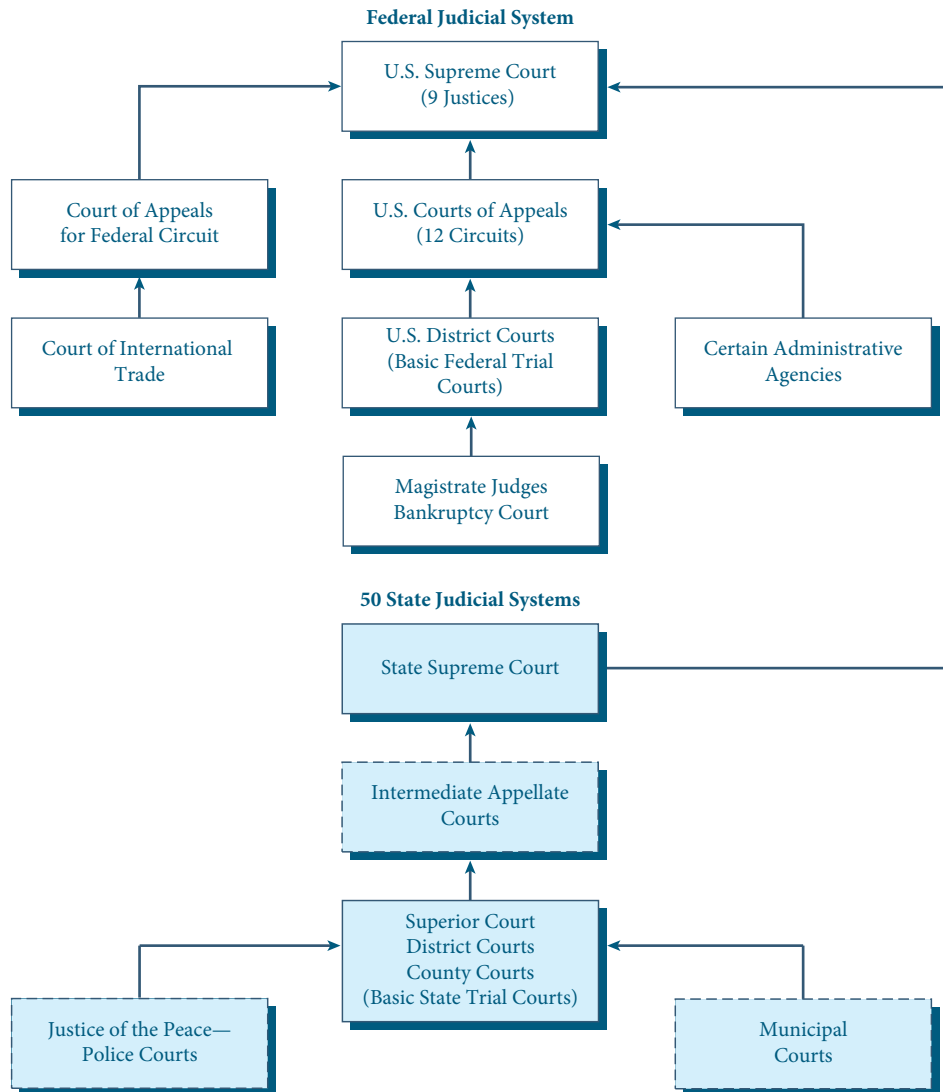 Federal Judicial System
U.S. Supreme Court
(9 Justices)
Court of Appeals
for Federal Circuit
U.S. Courts of Appeals
(12 Circuits)
Court of International
Trade
U.S. District Courts
(Basic Federal Trial
Courts)
Certain Administrative
Agencies
Magistrate Judges
Bankruptcy Court
50 State Judicial Systems
State Supreme Court
Intermediate Appellate
Courts
Superior Court
District Courts
County Courts
(Basic State Trial Courts)
Justice of the Peace—
Police Courts
Municipal
Courts